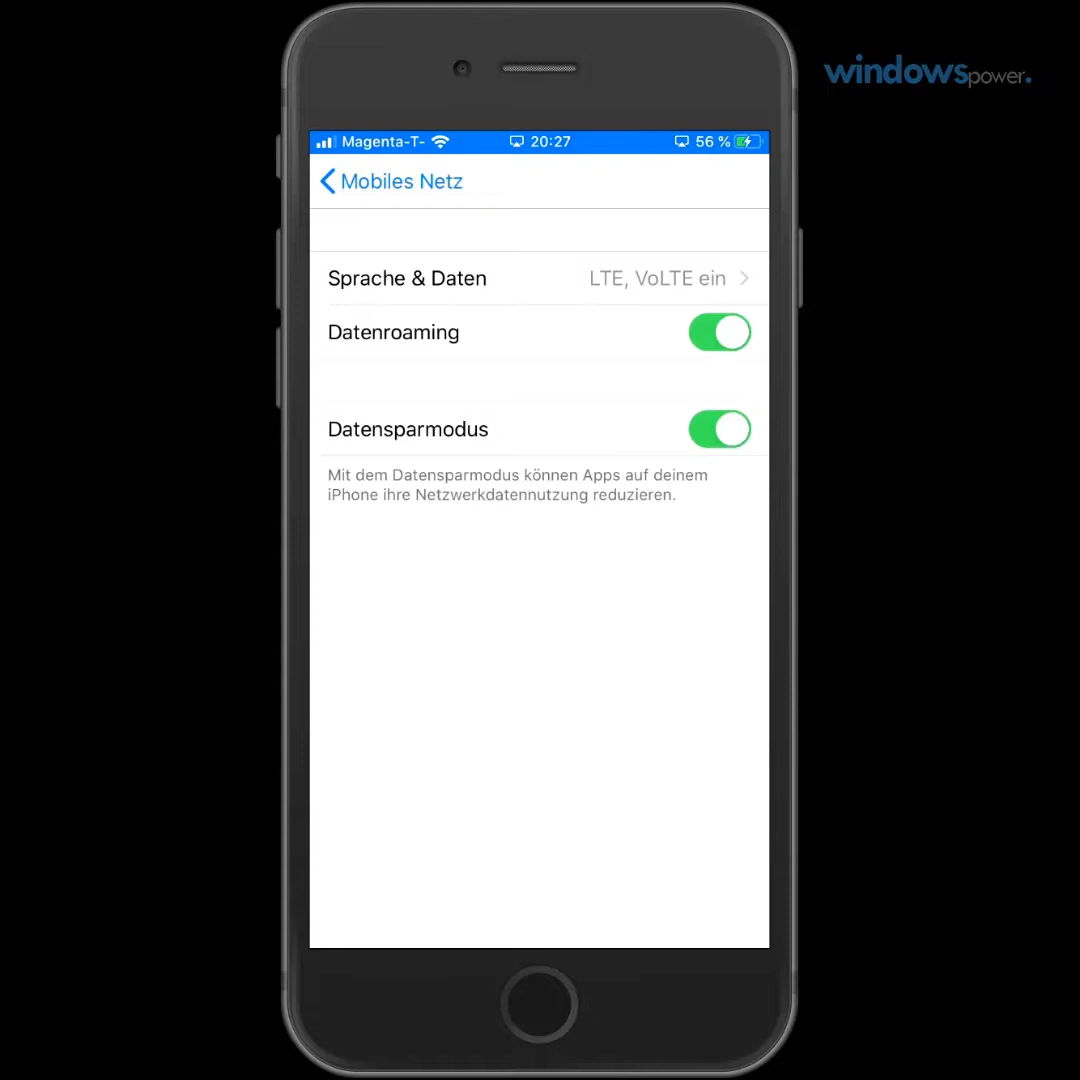 windowspower.
Magenta-T- 20:27 56 %
Mobiles Netz
Sprache & Daten LTE, VoLTE ein
Datenroaming
Datensparmodus
Mit dem Datensparmodus können Apps auf deinem
iPhone ihre Netzwerkdatennutzung reduzieren.